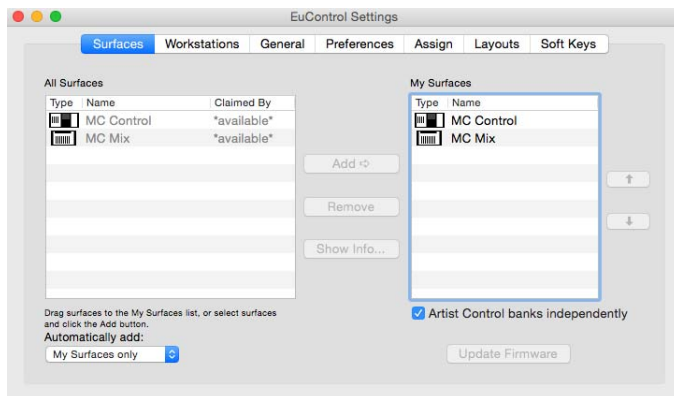 EuControl Settings
Surfaces Workstations General Preferences Assign Layouts Soft Keys
All Surfaces
My Surfaces
Type Name Claimed By
MC Control *available*
MC Mix *available*
Type Name
MC Control
MC Mix
Add
Remove
Show Info...
Drag surfaces to the My Surfaces list, or select surfaces
and click the Add button.
Automatically add:
My Surfaces only
Artist Control banks independently
Update Firmware